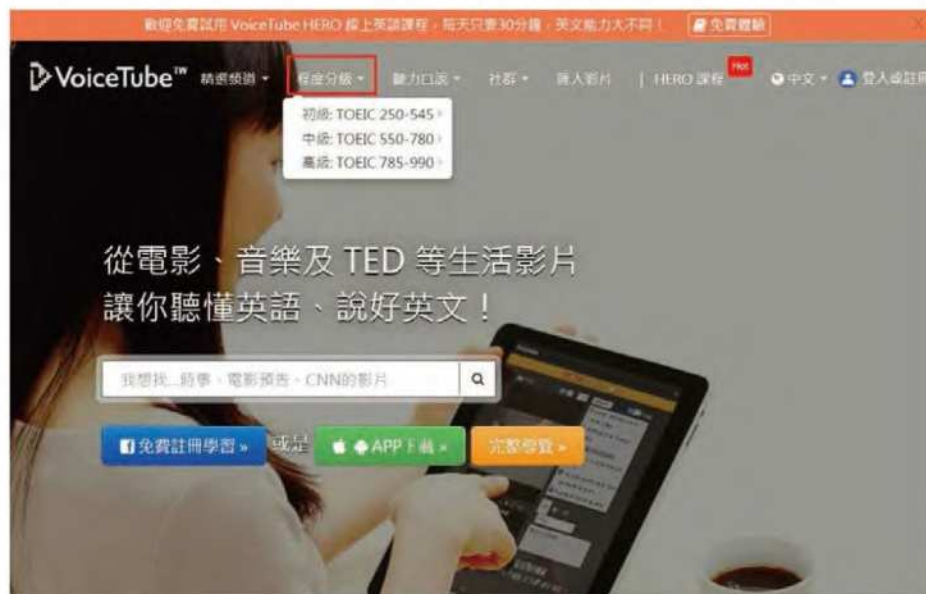 歡迎免費試用 VoiceTube HERO 線上英語課程，每天只要30分鐘，英文能力大不同！ 免費體驗
VoiceTube™ 精選頻道 程度分級 聽力口說 社群 匯入影片 | HERO 課程 Hot 中文 登入或註冊
初級: TOEIC 250-545
中級: TOEIC 550-780
高級: TOEIC 785-990
從電影、音樂及 TED 等生活影片
讓你聽懂英語、說好英文！
我想找...時事、電影預告、CNN的影片
免費註冊學習 » 或是 APP下載 » 完整導覽 »